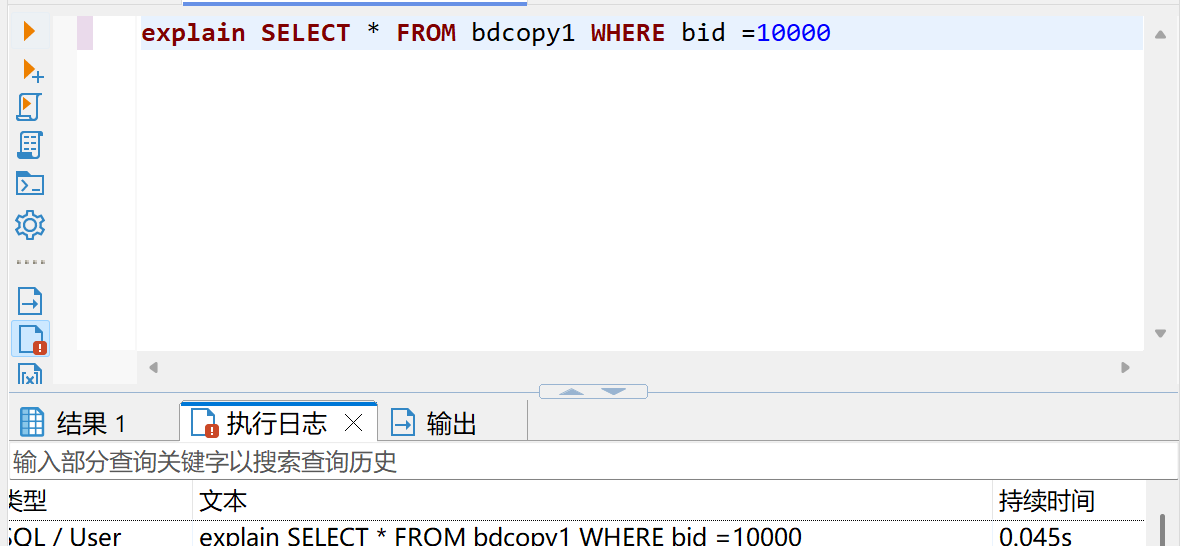 explain SELECT * FROM bdcopy1 WHERE bid =10000
结果 1 执行日志 输出
输入部分查询关键字以搜索查询历史
类型 文本 持续时间
SQL / User explain SELECT * FROM bdcopy1 WHERE bid =10000 0.045s